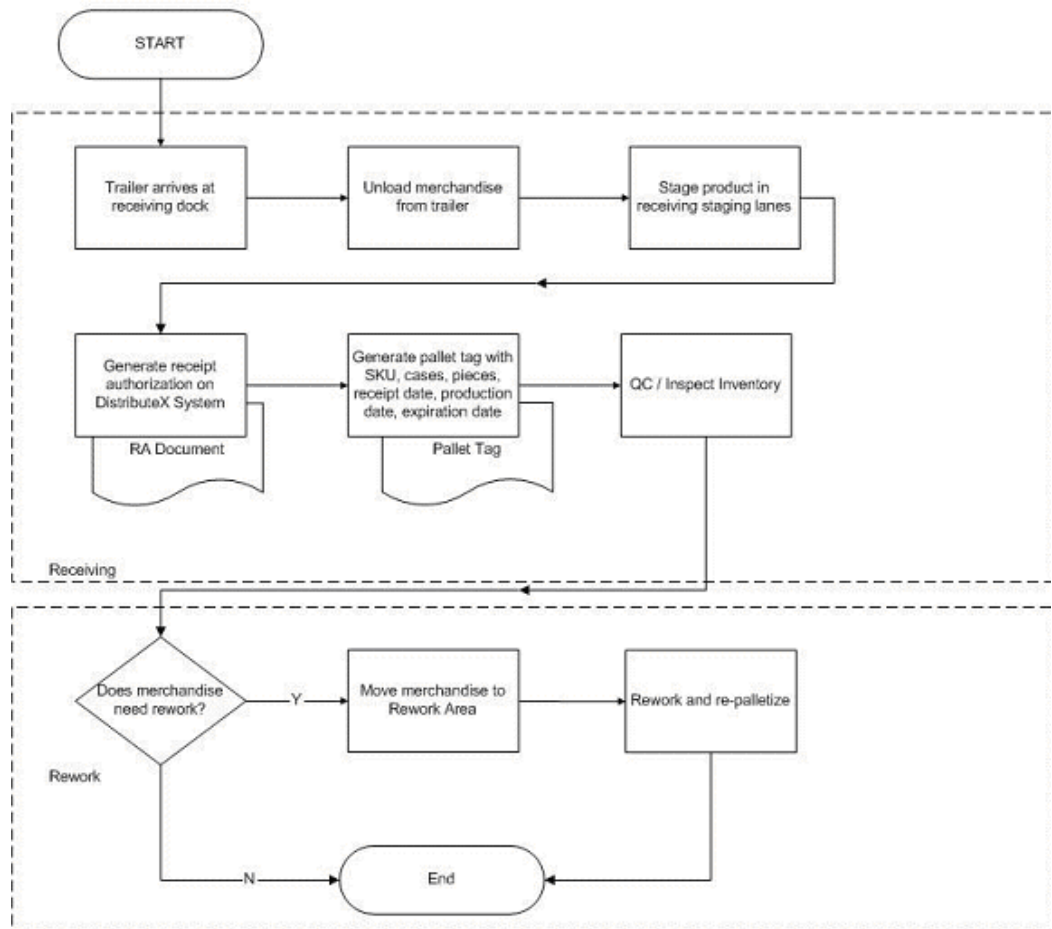 START
Trailer arrives at
receiving dock
Unload merchandise
from trailer
Stage product in
receiving staging lanes
Generate receipt
authorization on
DistributeX System
RA Document
Generate pallet tag with
SKU, cases, pieces,
receipt date, production
date, expiration date
Pallet Tag
QC / Inspect Inventory
Receiving
Does merchandise
need rework?
Y
Move merchandise to
Rework Area
Rework and re-palletize
Rework
N
End